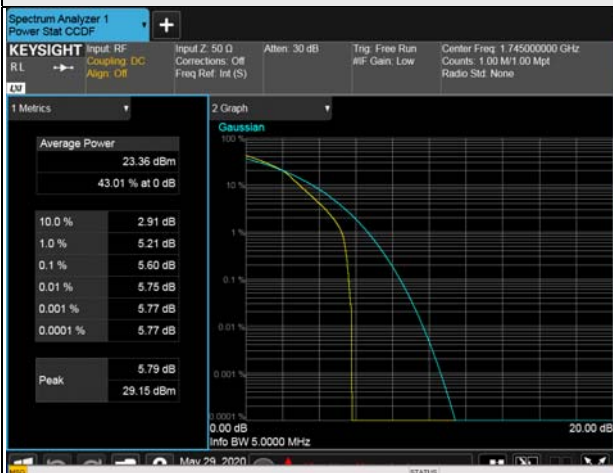 Spectrum Analyzer 1
Power Stat CCDF
KEYSIGHT
RL
LXI
Input: RF
Coupling: DC
Align: Off
Input Z: 50 Ω
Corrections: Off
Freq Ref: Int (S)
Atten: 30 dB
Trig: Free Run
#IF Gain: Low
Center Freq: 1.745000000 GHz
Counts: 1.00 M/1.00 Mpt
Radio Std: None
1 Metrics
Average Power
23.36 dBm
43.01 % at 0 dB
10.0 % 2.91 dB
1.0 % 5.21 dB
0.1 % 5.60 dB
0.01 % 5.75 dB
0.001 % 5.77 dB
0.0001 % 5.77 dB
Peak
5.79 dB
29.15 dBm
2 Graph
Gaussian
100 %
10 %
1 %
0.1 %
0.01 %
0.001 %
0.0001 %
0.00 dB
20.00 dB
Info BW 5.0000 MHz
May 29, 2020
MSG
STATUS